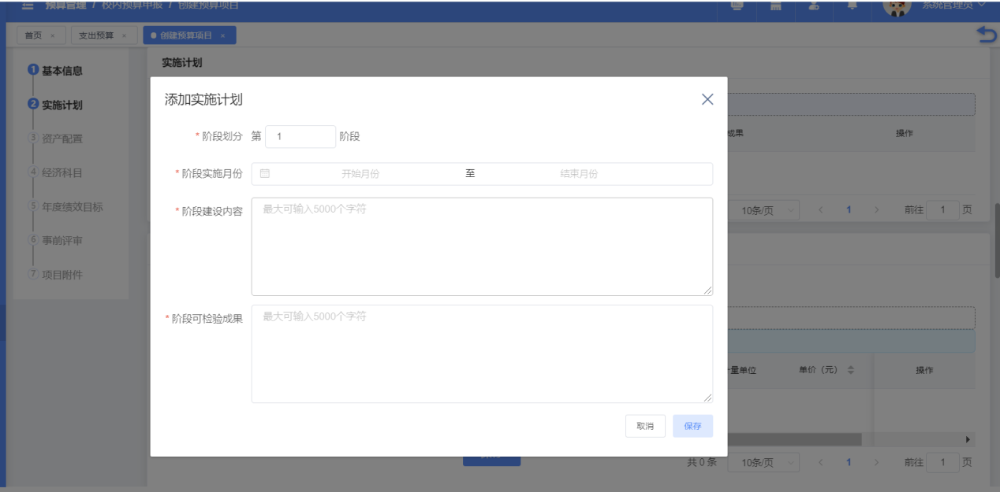 预算管理 / 校内预算申报 / 创建预算项目
系统管理员
首页 ×
支出预算 ×
创建预算项目 ×
1 基本信息
2 实施计划
3 资产配置
4 经济科目
5 年度绩效目标
6 事前评审
7 项目附件
实施计划
成果
操作
10条/页
< 1 >
前往 1 页
添加实施计划
* 阶段划分 第 1 阶段
* 阶段实施月份 开始月份 至 结束月份
* 阶段建设内容 最大可输入5000个字符
* 阶段可检验成果 最大可输入5000个字符
取消
保存
量单位
单价（元）
操作
共 0 条
10条/页
< 1 >
前往 1 页